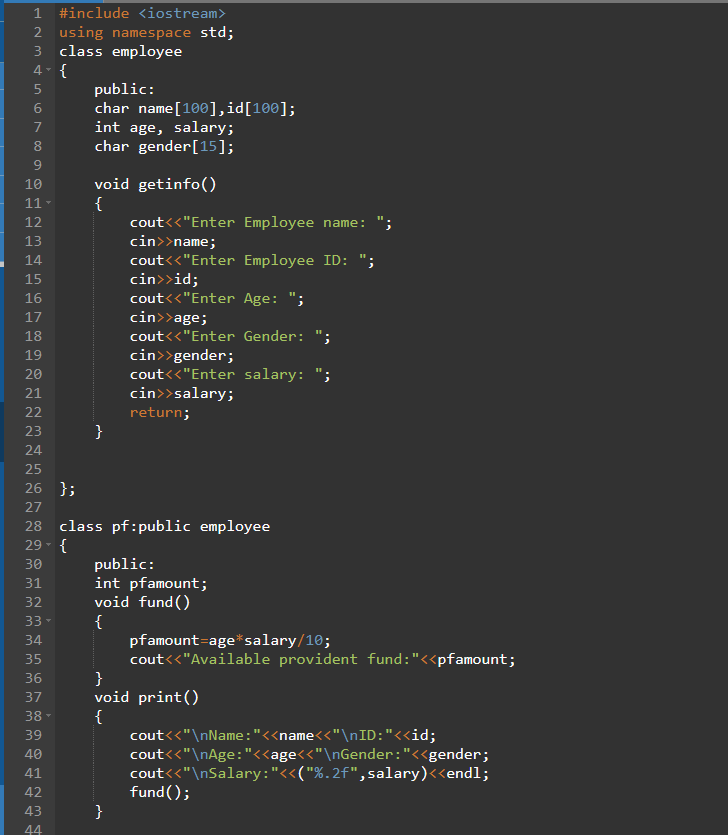 1 #include <iostream>
2 using namespace std;
3 class employee
4 {
5 public:
6 char name[100],id[100];
7 int age, salary;
8 char gender[15];
9
10 void getinfo()
11 {
12 cout<<"Enter Employee name: ";
13 cin>>name;
14 cout<<"Enter Employee ID: ";
15 cin>>id;
16 cout<<"Enter Age: ";
17 cin>>age;
18 cout<<"Enter Gender: ";
19 cin>>gender;
20 cout<<"Enter salary: ";
21 cin>>salary;
22 return;
23 }
24
25
26 };
27
28 class pf:public employee
29 {
30 public:
31 int pfamount;
32 void fund()
33 {
34 pfamount=age*salary/10;
35 cout<<"Available provident fund:"<<pfamount;
36 }
37 void print()
38 {
39 cout<<"\nName:"<<name<<"\nID:"<<id;
40 cout<<"\nAge:"<<age<<"\nGender:"<<gender;
41 cout<<"\nSalary:"<<("%.2f",salary)<<endl;
42 fund();
43 }
44